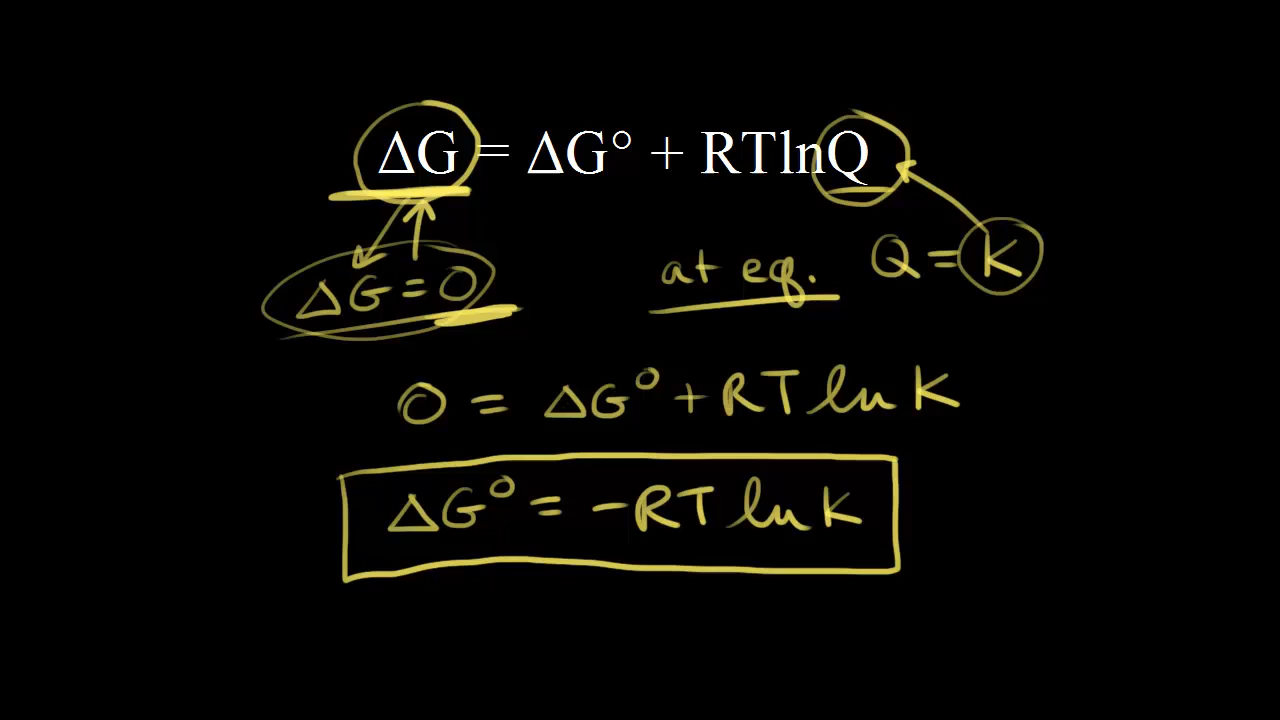 ΔG = ΔG° + RTlnQ
ΔG = 0 at eq. Q = K
0 = ΔG° + RT ln K
ΔG° = -RT ln K